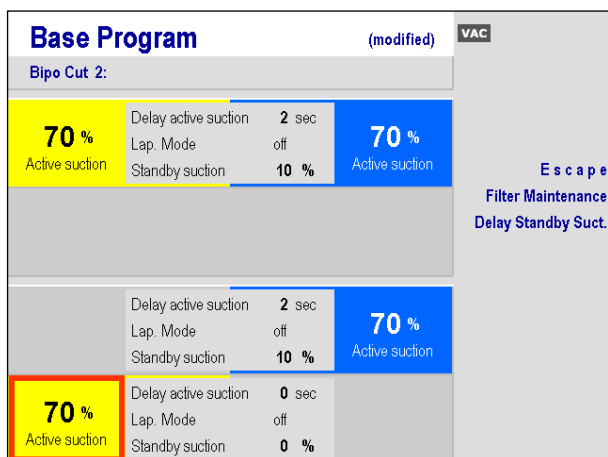 Base Program (modified) VAC
Bipo Cut 2:
Delay active suction 2 sec
70 % Lap. Mode off 70 %
Active suction Standby suction 10 % Active suction
Escape
Filter Maintenance
Delay Standby Suct.
Delay active suction 2 sec
Lap. Mode off 70 %
Standby suction 10 % Active suction
Delay active suction 0 sec
70 % Lap. Mode off
Active suction Standby suction 0 %